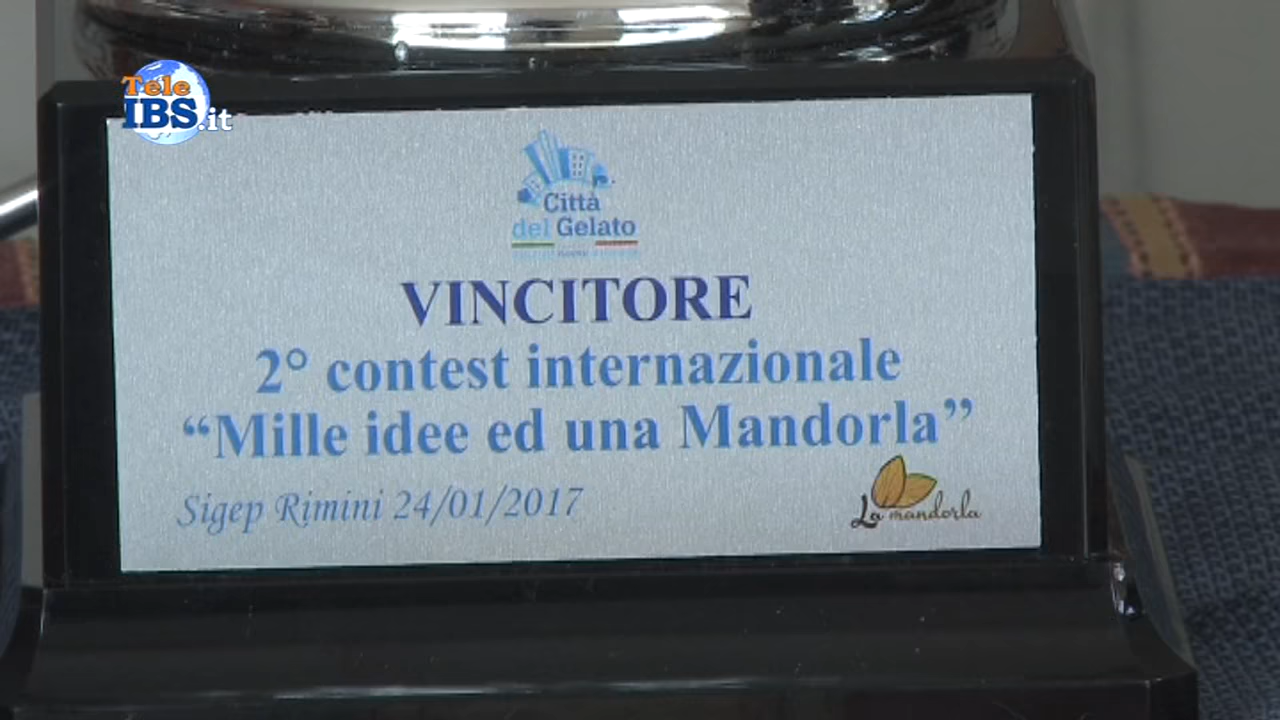 Tele
IBS.it
Città
del Gelato
VINCITORE
2° contest internazionale
“Mille idee ed una Mandorla”
Sigep Rimini 24/01/2017
La mandorla